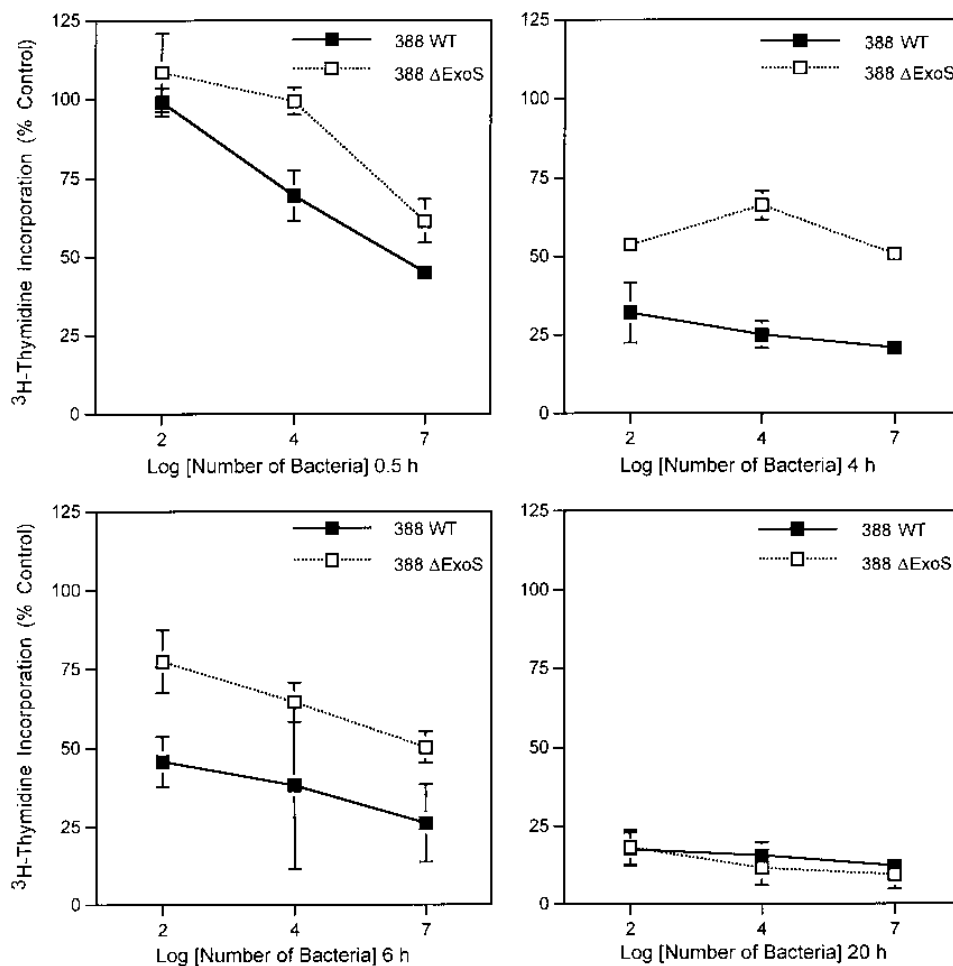 125
100
75
50
25
0
³H-Thymidine Incorporation (% Control)
388 WT
388 ΔExoS
2 4 7
Log [Number of Bacteria] 0.5 h
125
100
75
50
25
0
388 WT
388 ΔExoS
2 4 7
Log [Number of Bacteria] 4 h
125
100
75
50
25
0
³H-Thymidine Incorporation (% Control)
388 WT
388 ΔExoS
2 4 7
Log [Number of Bacteria] 6 h
125
100
75
50
25
0
388 WT
388 ΔExoS
2 4 7
Log [Number of Bacteria] 20 h